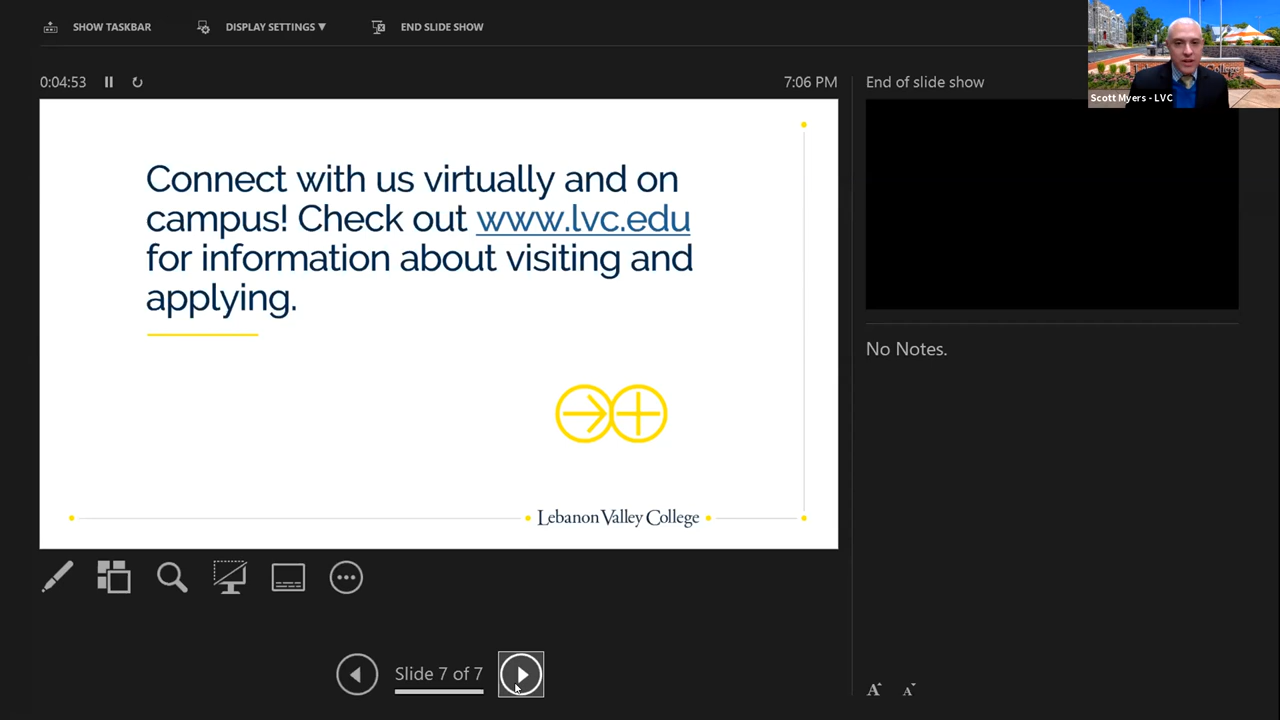 SHOW TASKBAR
DISPLAY SETTINGS ▼
END SLIDE SHOW
0:04:53
7:06 PM
End of slide show
Scott Myers - LVC
Connect with us virtually and on
campus! Check out www.lvc.edu
for information about visiting and
applying.
Lebanon Valley College
No Notes.
Slide 7 of 7
A
A